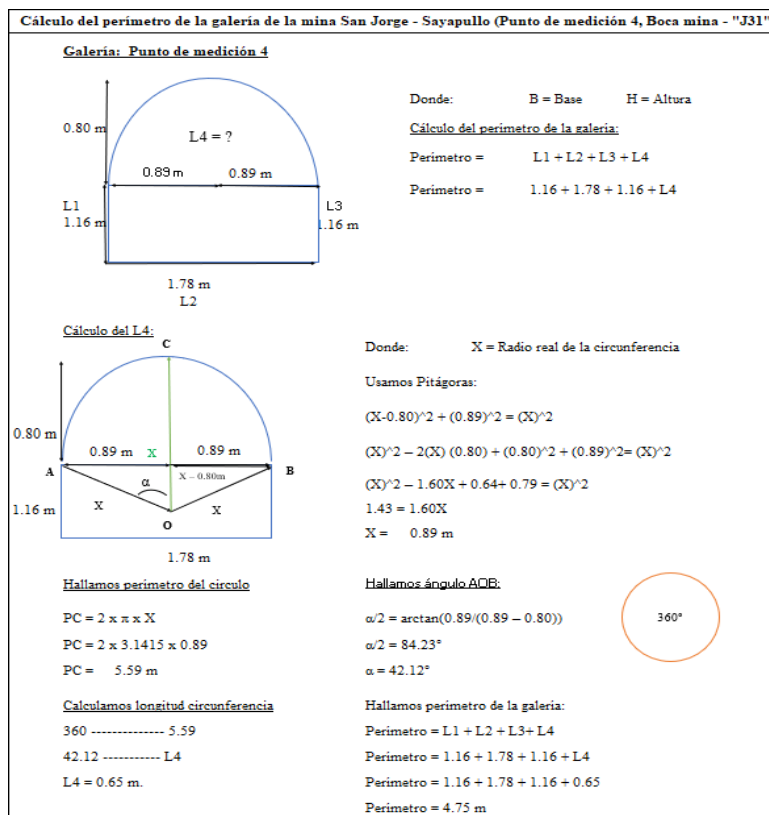 Cálculo del perímetro de la galería de la mina San Jorge - Sayapullo (Punto de medición 4, Boca mina - "J31"
Galería: Punto de medición 4
0.80 m
L4 = ?
0.89 m 0.89 m
L1
1.16 m
L3
1.16 m
1.78 m
L2
Donde: B = Base H = Altura
Cálculo del perimetro de la galeria:
Perimetro = L1 + L2 + L3 + L4
Perimetro = 1.16 + 1.78 + 1.16 + L4
Cálculo del L4:
C
0.80 m
0.89 m X 0.89 m
A
B
α
X – 0.80m
1.16 m
X
X
O
1.78 m
Donde: X = Radio real de la circunferencia
Usamos Pitágoras:
(X-0.80)^2 + (0.89)^2 = (X)^2
(X)^2 – 2(X) (0.80) + (0.80)^2 + (0.89)^2= (X)^2
(X)^2 – 1.60X + 0.64+ 0.79 = (X)^2
1.43 = 1.60X
X = 0.89 m
Hallamos perimetro del circulo
PC = 2 x π x X
PC = 2 x 3.1415 x 0.89
PC = 5.59 m
Hallamos ángulo AOB:
α/2 = arctan(0.89/(0.89 – 0.80))
α/2 = 84.23°
α = 42.12°
360°
Calculamos longitud circunferencia
360 -------------- 5.59
42.12 ----------- L4
L4 = 0.65 m.
Hallamos perimetro de la galeria:
Perimetro = L1 + L2 + L3+ L4
Perimetro = 1.16 + 1.78 + 1.16 + L4
Perimetro = 1.16 + 1.78 + 1.16 + 0.65
Perimetro = 4.75 m